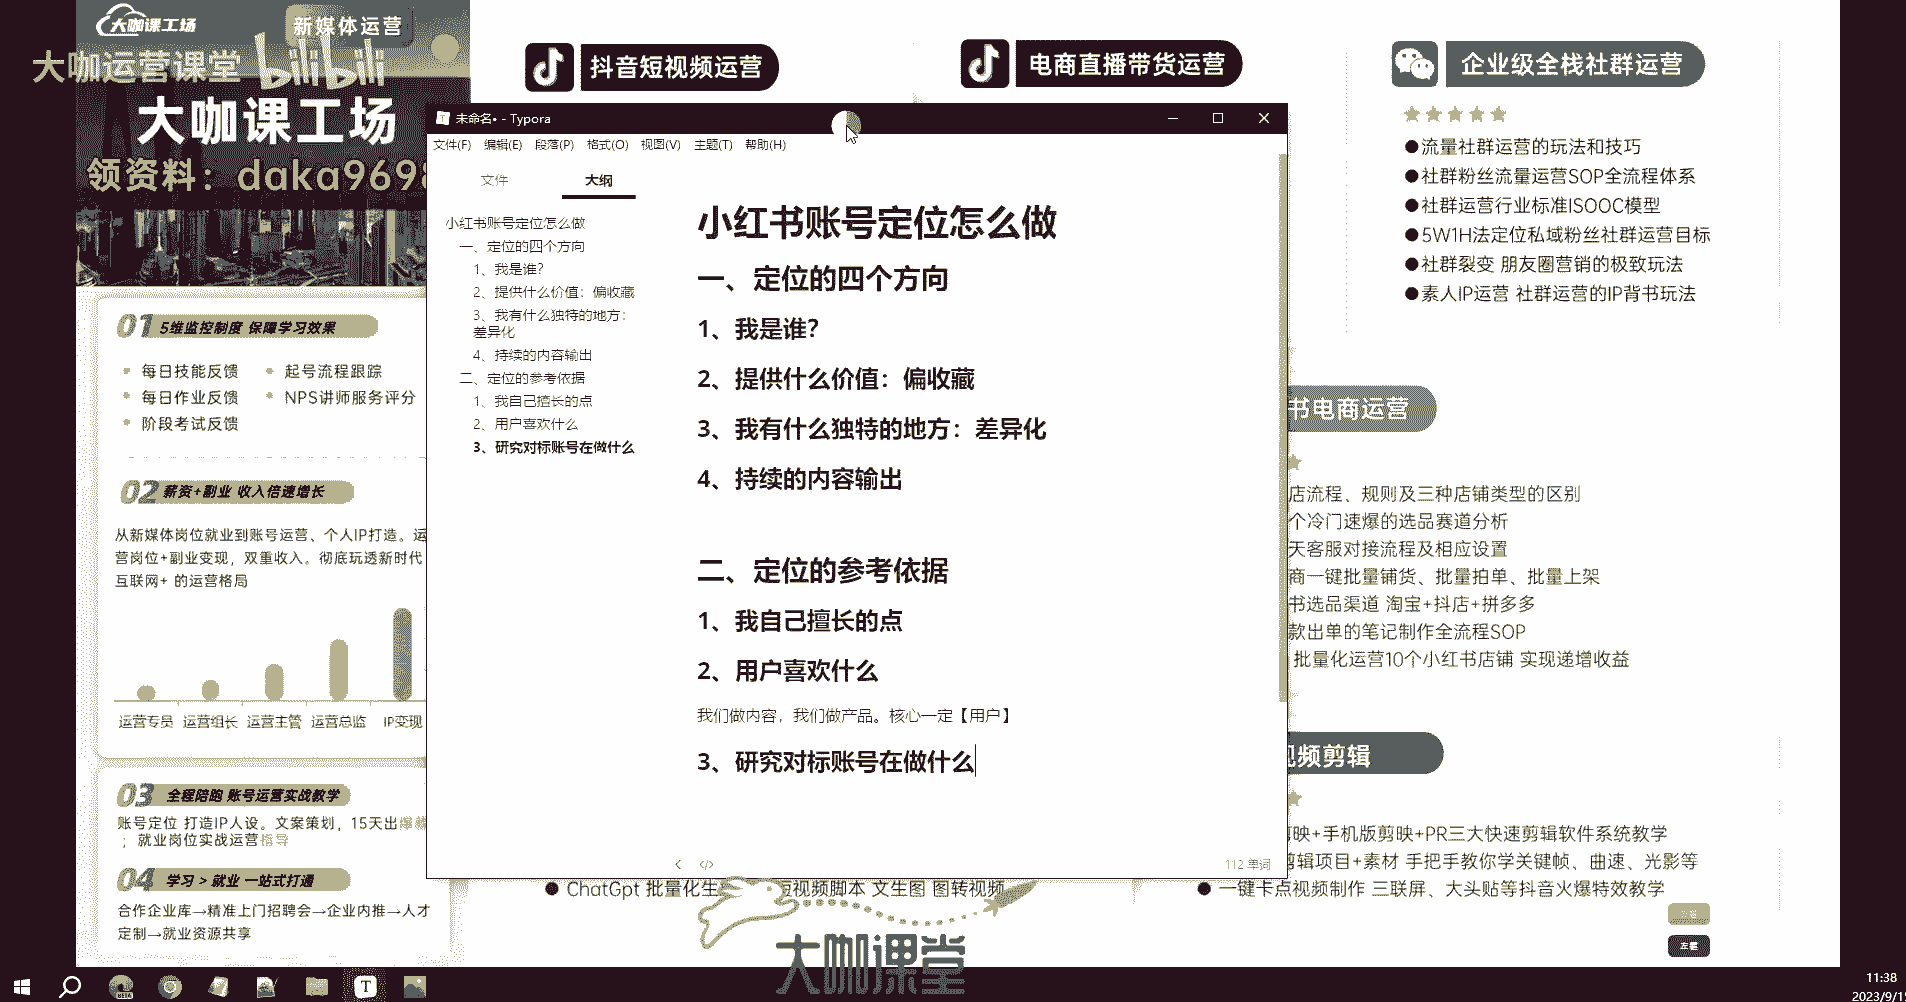 大咖课工场
新媒体运营
大咖运营课堂 bilibili
大咖课工场
领资料：daka969
01 5维监控制度 保障学习效果
每日技能反馈
起号流程跟踪
每日作业反馈
NPS讲师服务评分
阶段考试反馈
02 薪资+副业 收入倍速增长
从新媒体岗位就业到账号运营、个人IP打造。运
营岗位+副业变现，双重收入。彻底玩透新时代
互联网+ 的运营格局
运营专员 运营组长 运营主管 运营总监 IP变现
03 全程陪跑 账号运营实战教学
账号定位 打造IP人设。文案策划，15天出爆款
；就业岗位实战运营指导
04 学习 > 就业 一站式打通
合作企业库→精准上门招聘会→企业内推→人才
定制→就业资源共享
抖音短视频运营
电商直播带货运营
企业级全栈社群运营
●流量社群运营的玩法和技巧
●社群粉丝流量运营SOP全流程体系
●社群运营行业标准ISOOC模型
●5W1H法定位私域粉丝社群运营目标
●社群裂变 朋友圈营销的极致玩法
●素人IP运营 社群运营的IP背书玩法
未命名• - Typora
文件(F) 编辑(E) 段落(P) 格式(O) 视图(V) 主题(T) 帮助(H)
文件
大纲
小红书账号定位怎么做
一、定位的四个方向
1、我是谁？
2、提供什么价值：偏收藏
3、我有什么独特的地方：
差异化
4、持续的内容输出
二、定位的参考依据
1、我自己擅长的点
2、用户喜欢什么
3、研究对标账号在做什么
小红书账号定位怎么做
一、定位的四个方向
1、我是谁？
2、提供什么价值：偏收藏
3、我有什么独特的地方：差异化
4、持续的内容输出
二、定位的参考依据
1、我自己擅长的点
2、用户喜欢什么
我们做内容，我们做产品。核心一定【用户】
3、研究对标账号在做什么
112 单词
书电商运营
店流程、规则及三种店铺类型的区别
个冷门速爆的选品赛道分析
天客服对接流程及相应设置
商一键批量铺货、批量拍单、批量上架
书选品渠道 淘宝+抖店+拼多多
款出单的笔记制作全流程SOP
批量化运营10个小红书店铺 实现递增收益
视频剪辑
剪映+手机版剪映+PR三大快速剪辑软件系统教学
剪辑项目+素材 手把手教你学关键帧、曲速、光影等
● 一键卡点视频制作 三联屏、大头贴等抖音火爆特效教学
● ChatGpt 批量化生 短视频脚本 文生图 图转视频
大咖课堂
11:38
2023/9/1